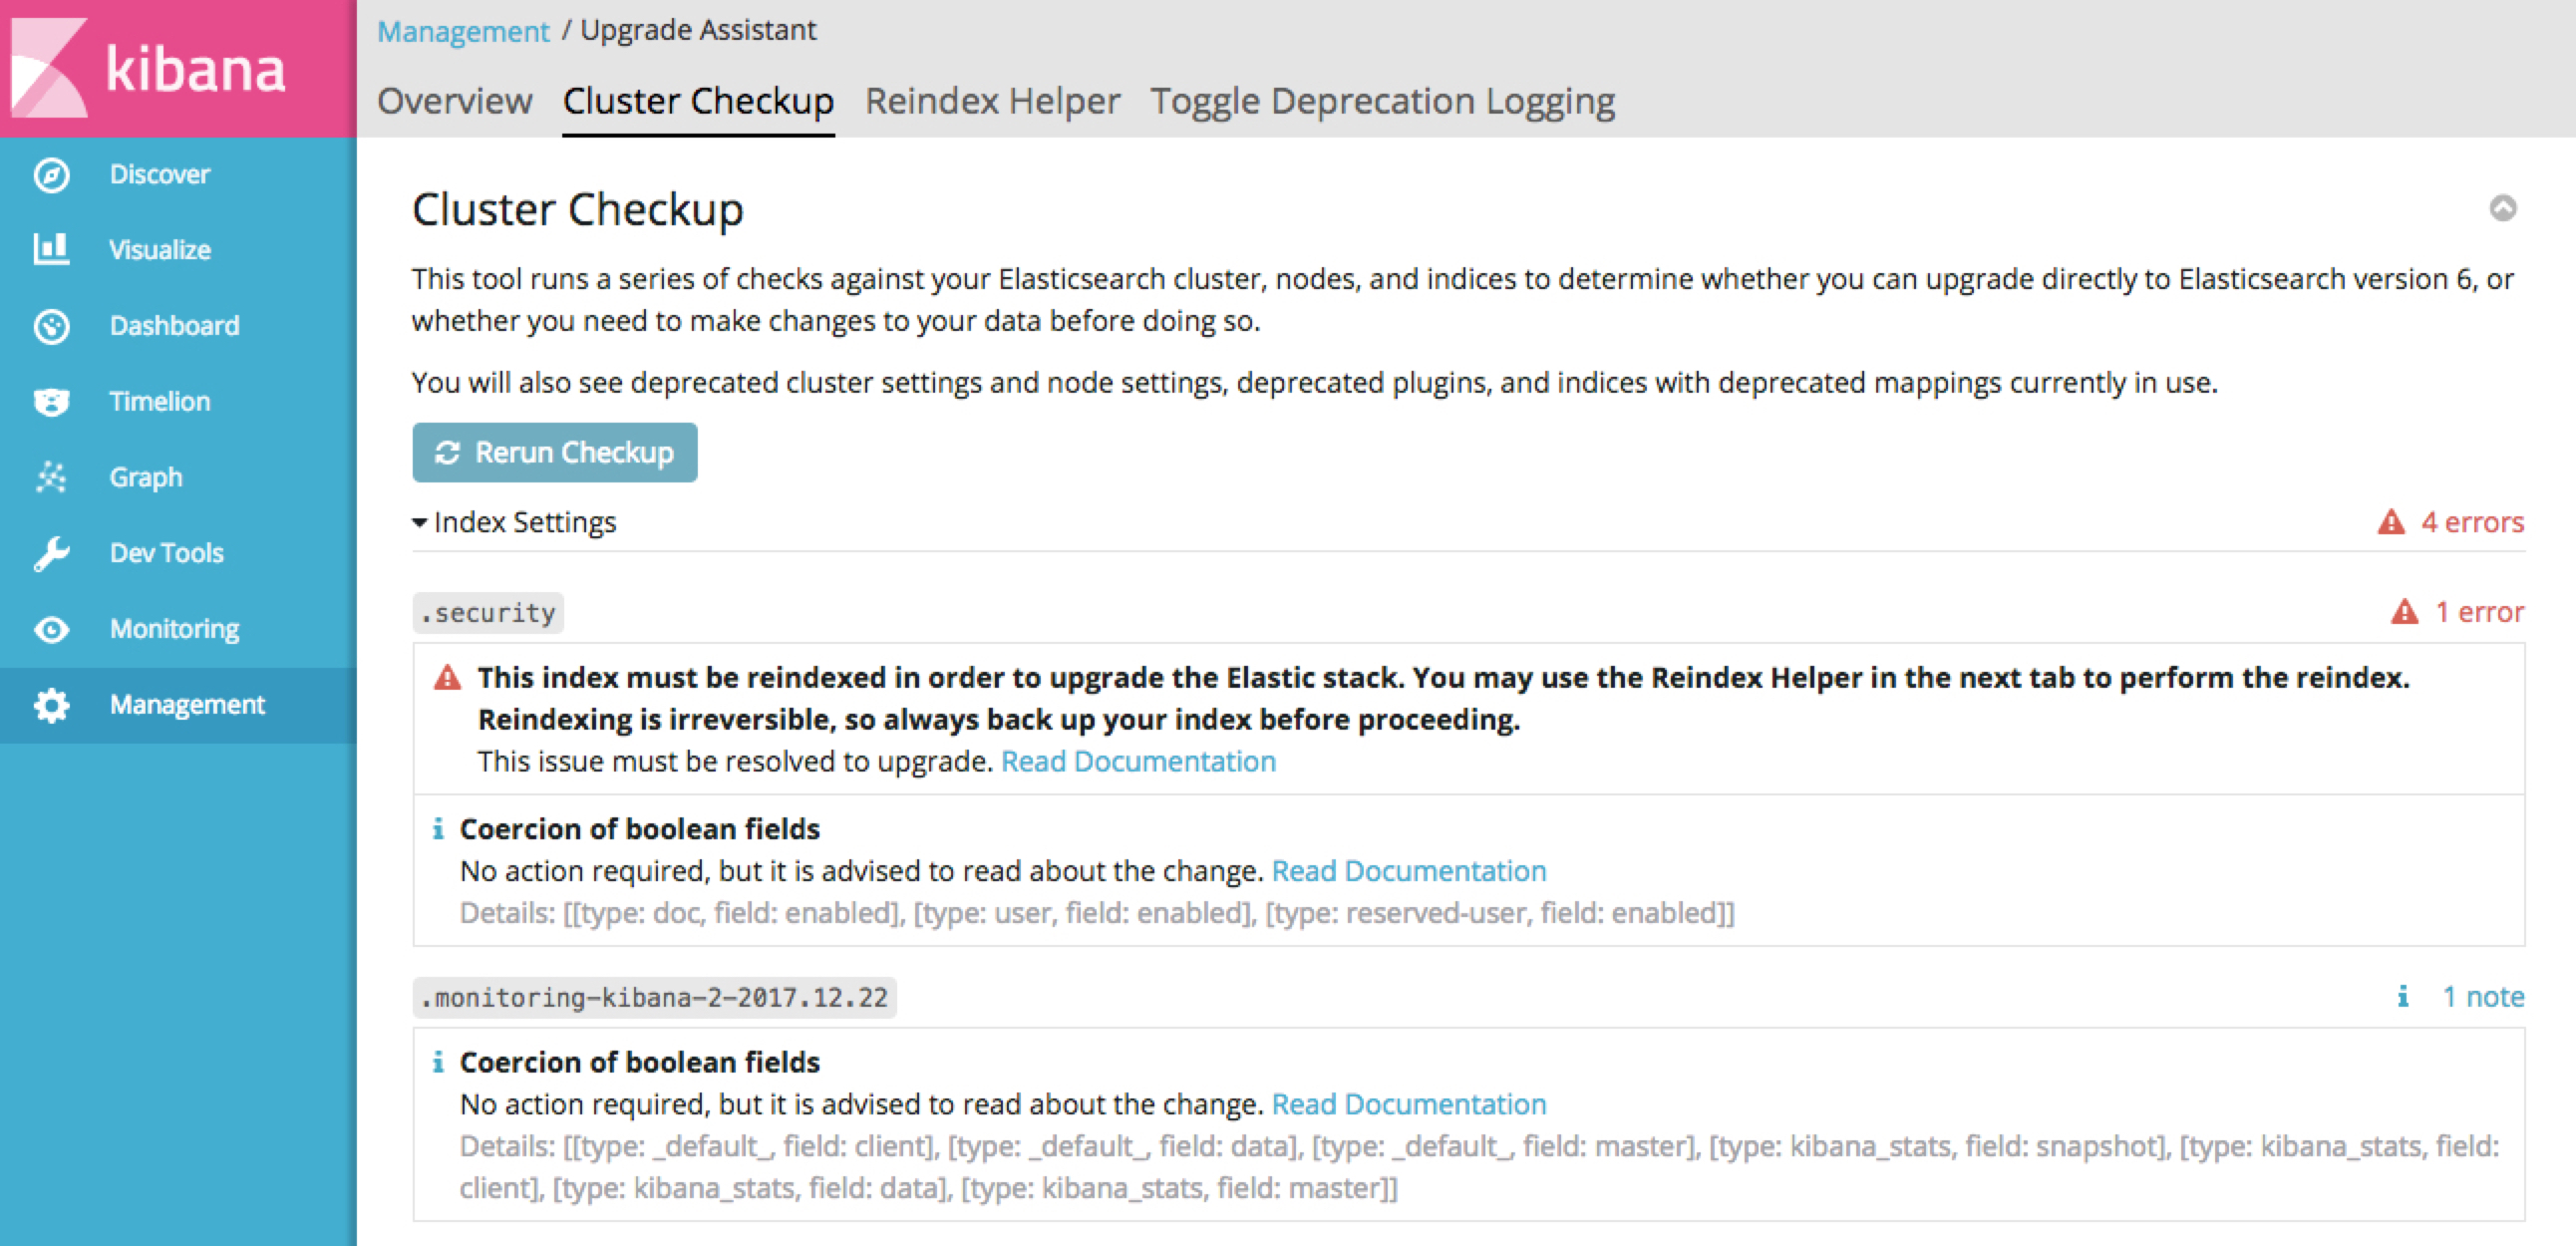 kibana
Management / Upgrade Assistant
Overview Cluster Checkup Reindex Helper Toggle Deprecation Logging
Discover
Visualize
Dashboard
Timelion
Graph
Dev Tools
Monitoring
Management
Cluster Checkup
This tool runs a series of checks against your Elasticsearch cluster, nodes, and indices to determine whether you can upgrade directly to Elasticsearch version 6, or
whether you need to make changes to your data before doing so.
You will also see deprecated cluster settings and node settings, deprecated plugins, and indices with deprecated mappings currently in use.
Rerun Checkup
Index Settings 4 errors
.security 1 error
This index must be reindexed in order to upgrade the Elastic stack. You may use the Reindex Helper in the next tab to perform the reindex.
Reindexing is irreversible, so always back up your index before proceeding.
This issue must be resolved to upgrade. Read Documentation
Coercion of boolean fields
No action required, but it is advised to read about the change. Read Documentation
Details: [[type: doc, field: enabled], [type: user, field: enabled], [type: reserved-user, field: enabled]]
.monitoring-kibana-2-2017.12.22 1 note
Coercion of boolean fields
No action required, but it is advised to read about the change. Read Documentation
Details: [[type: _default_, field: client], [type: _default_, field: data], [type: _default_, field: master], [type: kibana_stats, field: snapshot], [type: kibana_stats, field:
client], [type: kibana_stats, field: data], [type: kibana_stats, field: master]]